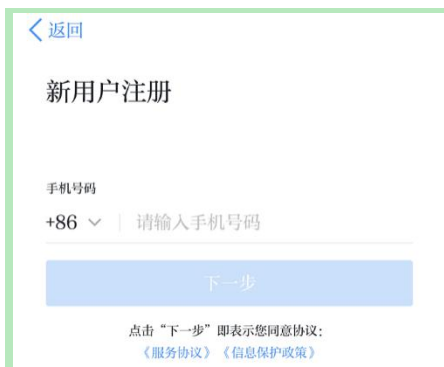 返回
新用户注册
手机号码
+86 请输入手机号码
下一步
点击“下一步”即表示您同意协议:
《服务协议》《信息保护政策》